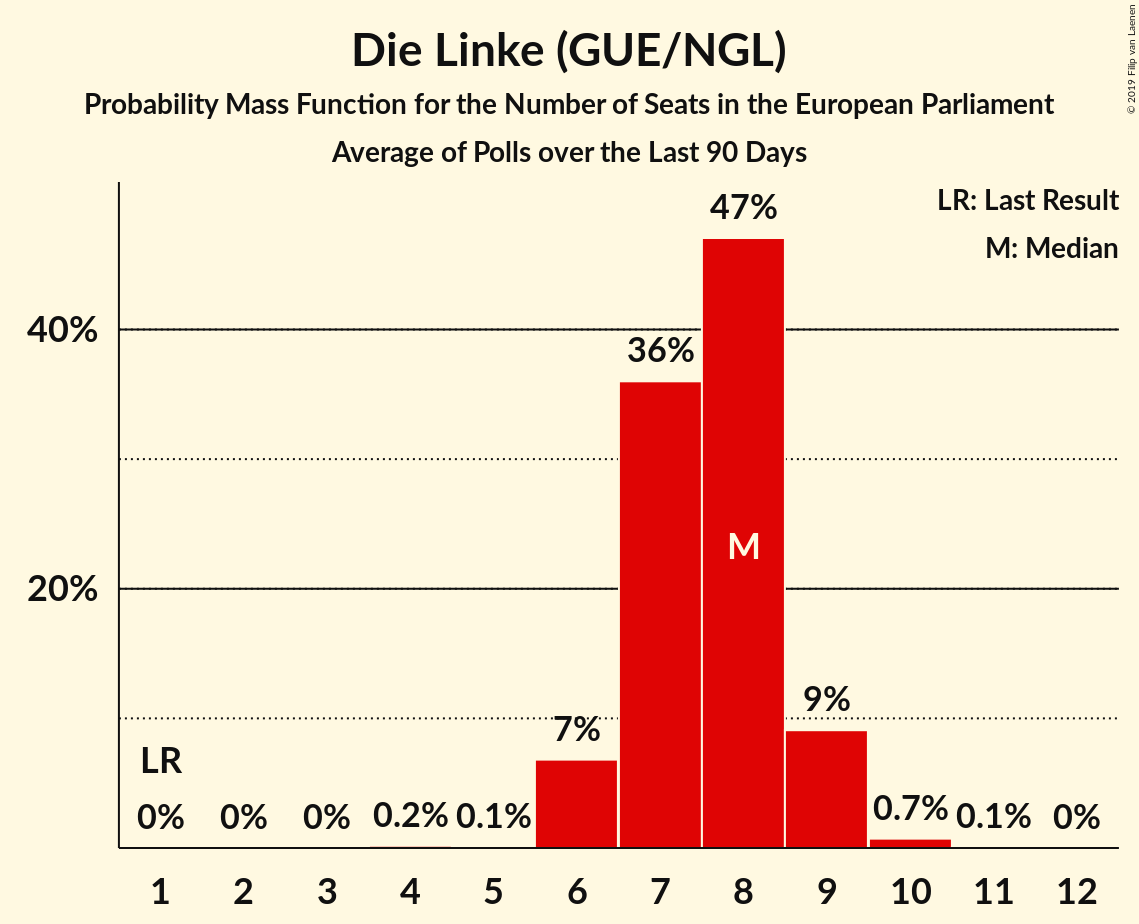 Die Linke (GUE/NGL)
Probability Mass Function for the Number of Seats in the European Parliament
Average of Polls over the Last 90 Days
© 2019 Filip van Laenen
LR: Last Result
M: Median
47%
40%
36%
M
20%
9%
7%
LR
0% 0% 0% 0.2% 0.1% 0.7% 0.1% 0%
1 2 3 4 5 6 7 8 9 10 11 12